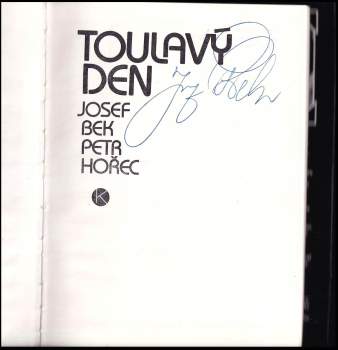 TOULAVÝ
DEN
JOSEF
BEK
PETR
HOŘEC
K